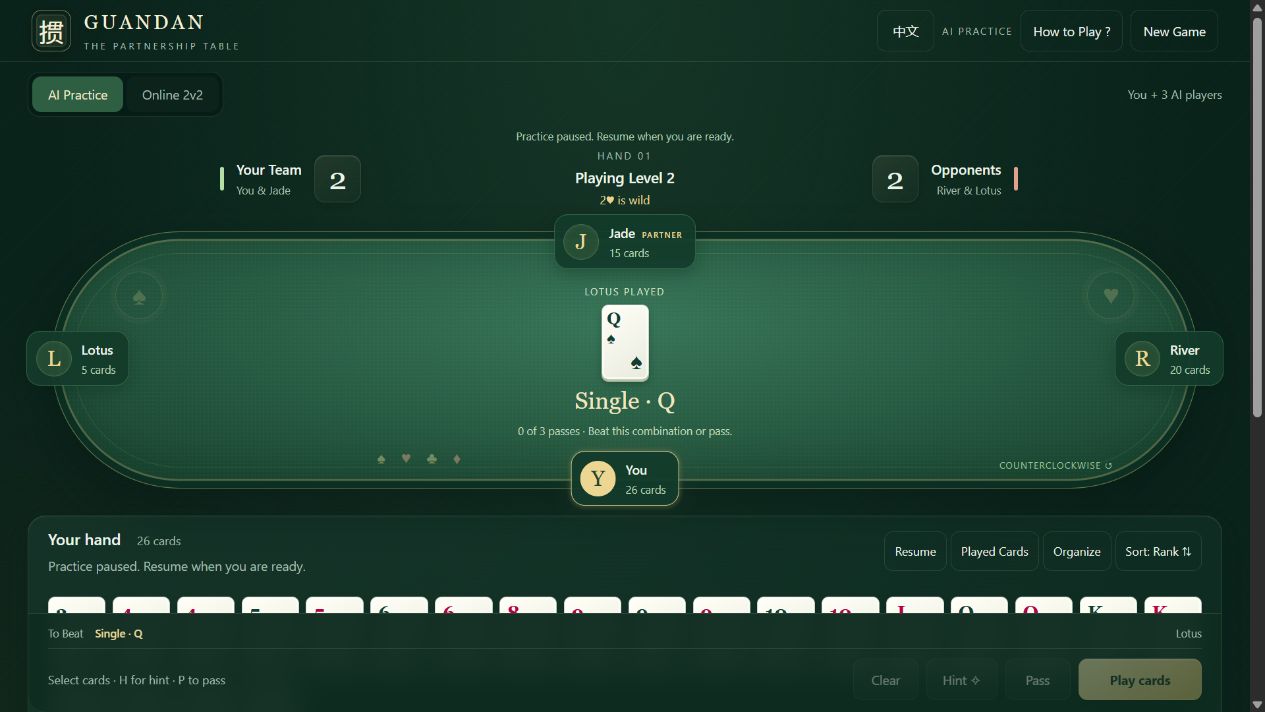 掼
GUANDAN
THE PARTNERSHIP TABLE
中文
AI PRACTICE
How to Play ?
New Game
AI Practice
Online 2v2
You + 3 AI players
Practice paused. Resume when you are ready.
HAND 01
Your Team
You & Jade
2
Playing Level 2
2♥ is wild
2
Opponents
River & Lotus
J
Jade PARTNER
15 cards
LOTUS PLAYED
Q
♠
♠
L
Lotus
5 cards
R
River
20 cards
Single · Q
0 of 3 passes · Beat this combination or pass.
♠ ♥ ♣ ♦
COUNTERCLOCKWISE ↺
Y
You
26 cards
Your hand 26 cards
Practice paused. Resume when you are ready.
Resume
Played Cards
Organize
Sort: Rank ⇅
To Beat Single · Q
Lotus
Select cards · H for hint · P to pass
Clear
Hint ✧
Pass
Play cards